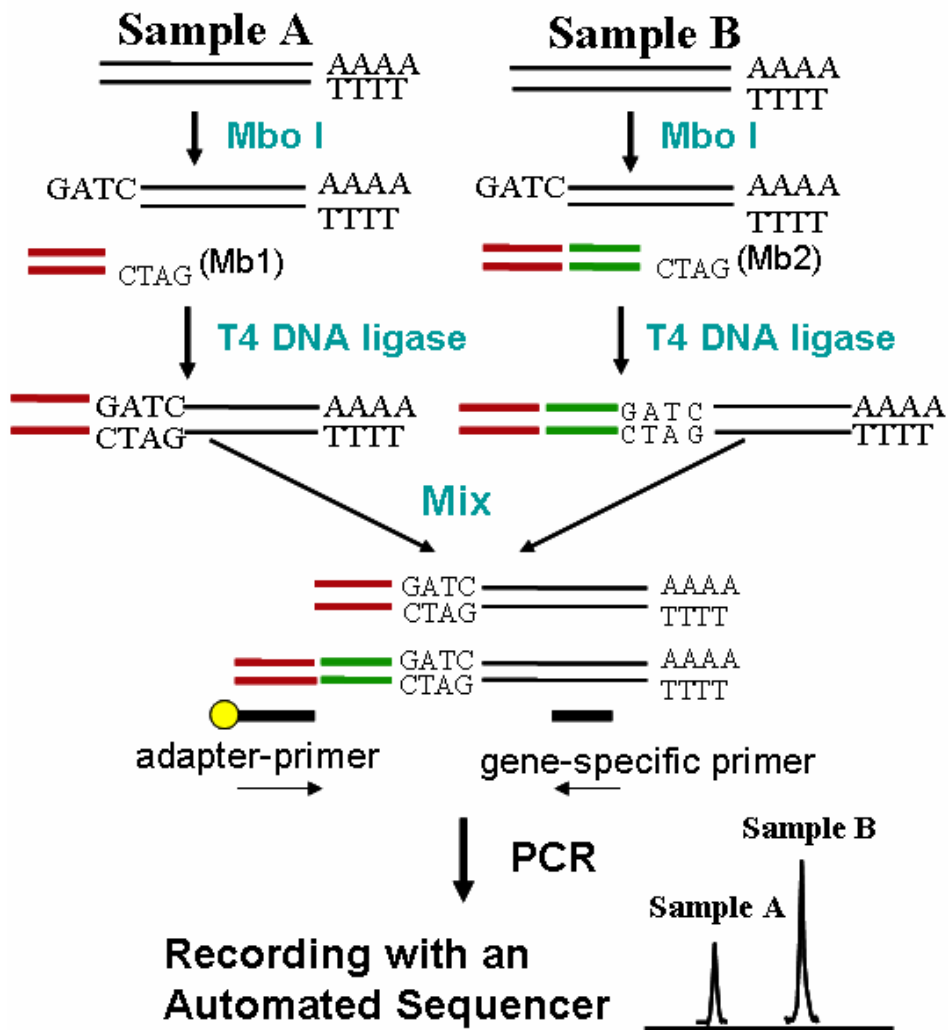 Sample A
Sample B
AAAA
TTTT
AAAA
TTTT
Mbo I
Mbo I
GATC
AAAA
TTTT
GATC
AAAA
TTTT
CTAG (Mb1)
CTAG (Mb2)
T4 DNA ligase
T4 DNA ligase
GATC
CTAG
AAAA
TTTT
GATC
CTAG
AAAA
TTTT
Mix
GATC
CTAG
AAAA
TTTT
GATC
CTAG
AAAA
TTTT
adapter-primer
gene-specific primer
PCR
Sample B
Sample A
Recording with an
Automated Sequencer